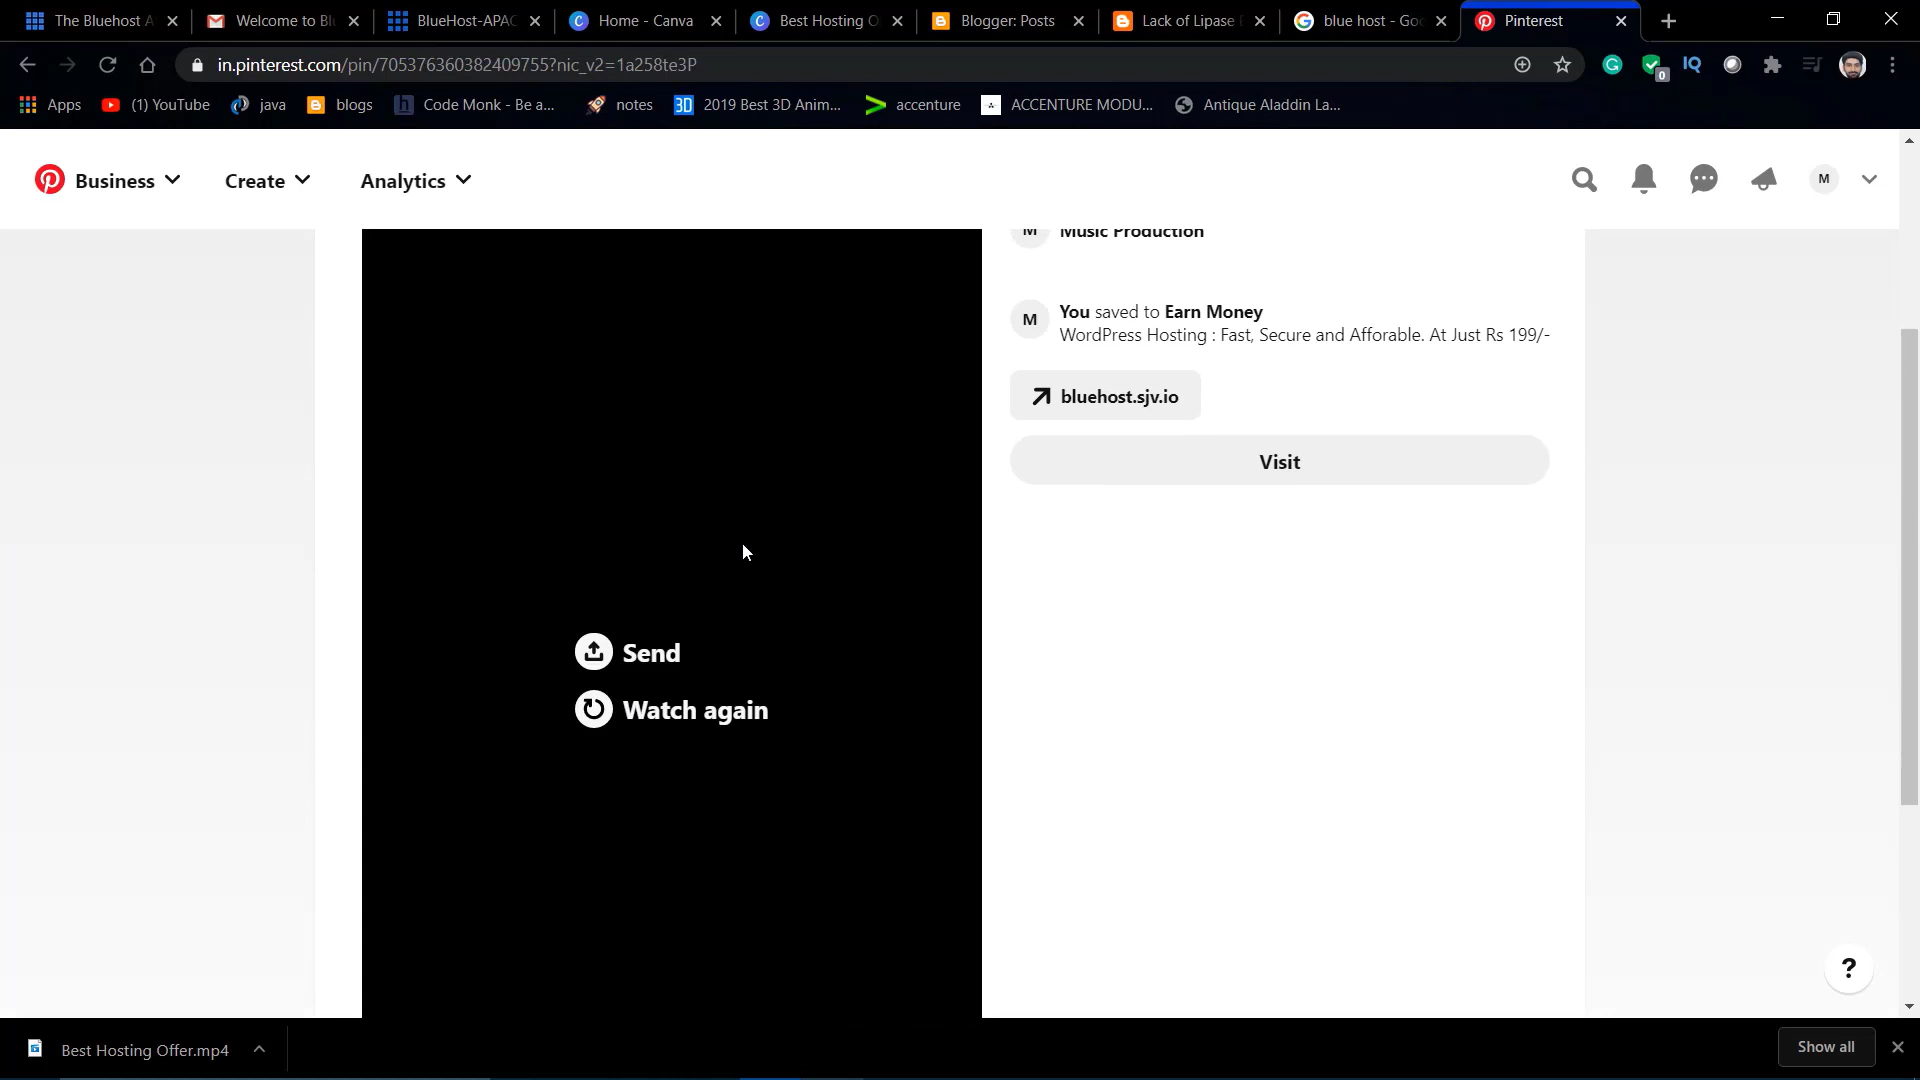 The Bluehost A
Welcome to Blu
BlueHost-APAC
Home - Canva
Best Hosting O
Blogger: Posts
Lack of Lipase
blue host - Goo
Pinterest
in.pinterest.com/pin/705376360382409755?nic_v2=1a258te3P
0
IQ
Apps
(1) YouTube
java
blogs
Code Monk - Be a...
notes
3D 2019 Best 3D Anim...
accenture
ACCENTURE MODU...
Antique Aladdin La...
Business
Create
Analytics
M
M
Music Production
M
You saved to Earn Money
WordPress Hosting : Fast, Secure and Afforable. At Just Rs 199/-
bluehost.sjv.io
Visit
Send
Watch again
?
Best Hosting Offer.mp4
Show all